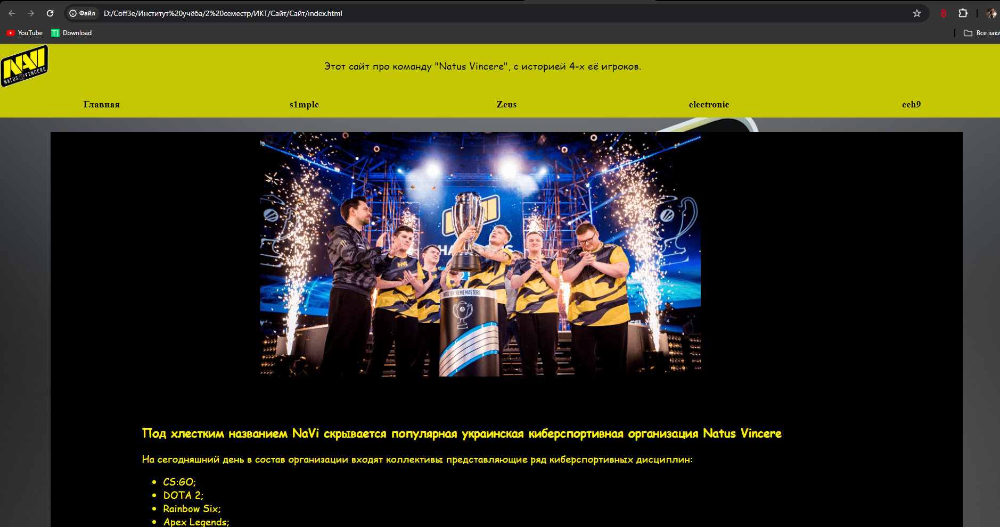 Файл D:/Coff3e/Институт%20учёба/2%20семестр/ИКТ/Сайт/Сайт/index.html
YouTube Download Все закл
NAVI
NATUS VINCERE
Этот сайт про команду "Natus Vincere", с историей 4-х её игроков.
Главная s1mple Zeus electronic ceh9
NAVI
INTEL EXTREME MASTERS
Под хлестким названием NaVi скрывается популярная украинская киберспортивная организация Natus Vincere
На сегодняшний день в состав организации входят коллективы представляющие ряд киберспортивных дисциплин:
• CS:GO;
• DOTA 2;
• Rainbow Six;
• Apex Legends;